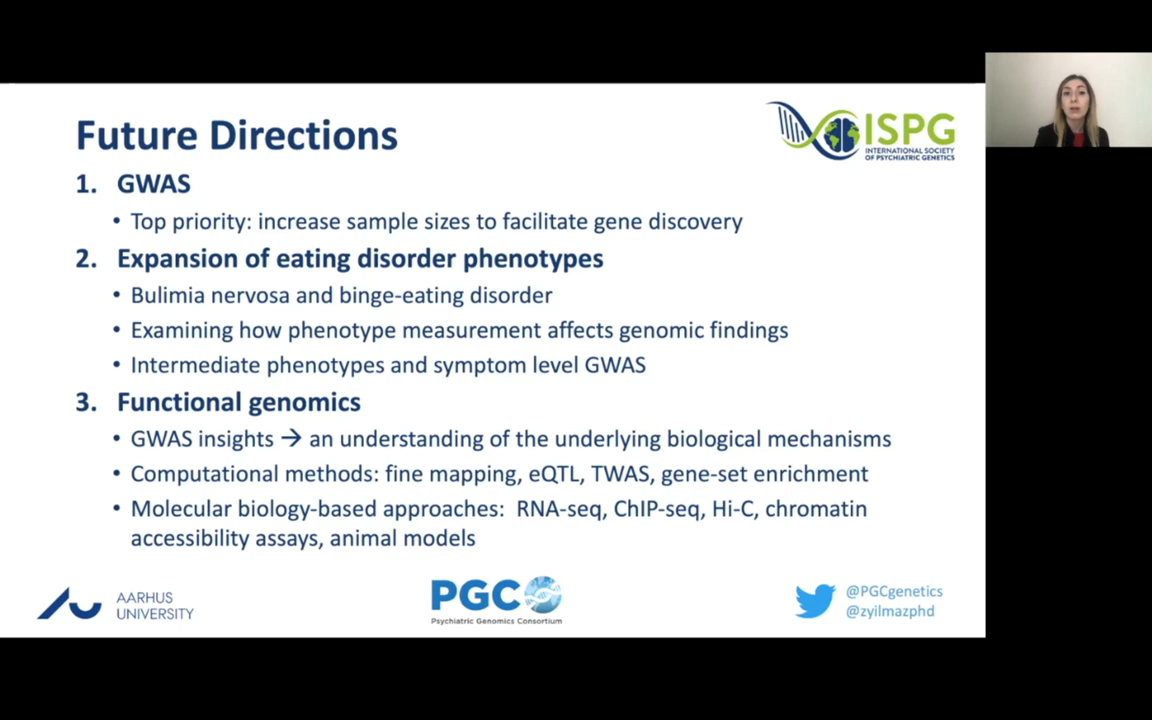 Future Directions
ISPG
INTERNATIONAL SOCIETY
OF PSYCHIATRIC GENETICS
1. GWAS
• Top priority: increase sample sizes to facilitate gene discovery
2. Expansion of eating disorder phenotypes
• Bulimia nervosa and binge-eating disorder
• Examining how phenotype measurement affects genomic findings
• Intermediate phenotypes and symptom level GWAS
3. Functional genomics
• GWAS insights → an understanding of the underlying biological mechanisms
• Computational methods: fine mapping, eQTL, TWAS, gene-set enrichment
• Molecular biology-based approaches: RNA-seq, ChIP-seq, Hi-C, chromatin
accessibility assays, animal models
AARHUS
UNIVERSITY
PGC
Psychiatric Genomics Consortium
@PGCgenetics
@zyilmazphd